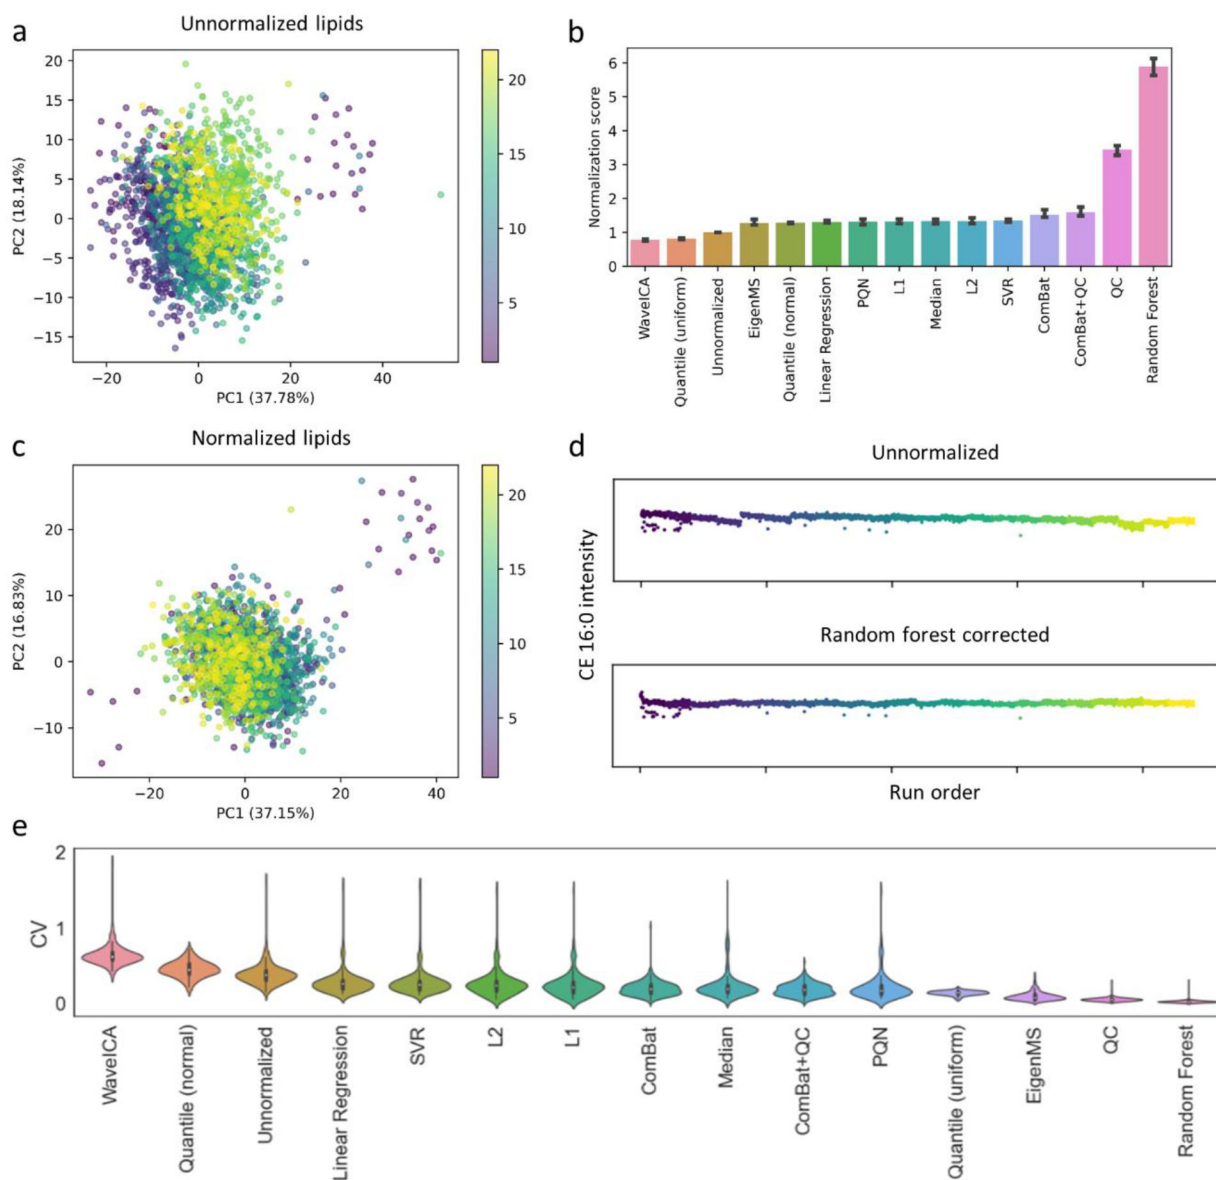 a
Unnormalized lipids
20
15
10
5
0
−5
−10
−15
PC2 (18.14%)
−20
0
20
40
PC1 (37.78%)
20
15
10
5
b
6
5
4
3
2
1
0
Normalization score
WaveICA
Quantile (uniform)
Unnormalized
EigenMS
Quantile (normal)
Linear Regression
PQN
L1
Median
L2
SVR
ComBat
ComBat+QC
QC
Random Forest
c
Normalized lipids
20
10
0
−10
PC2 (16.83%)
−20
0
20
40
PC1 (37.15%)
20
15
10
5
d
Unnormalized
CE 16:0 intensity
Random forest corrected
Run order
e
2
1
0
CV
WaveICA
Quantile (normal)
Unnormalized
Linear Regression
SVR
L2
L1
ComBat
Median
ComBat+QC
PQN
Quantile (uniform)
EigenMS
QC
Random Forest